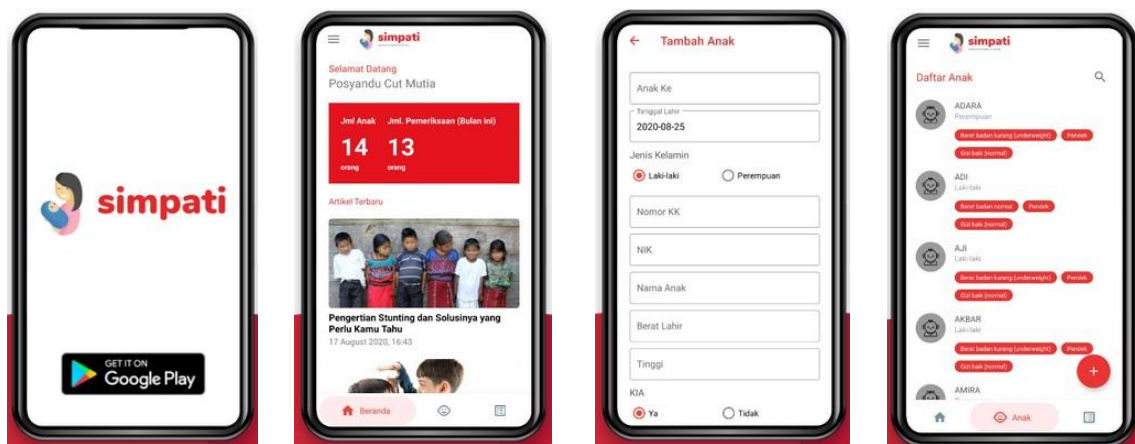 simpati
GET IT ON
Google Play
simpati
Selamat Datang
Posyandu Cut Mutia
Jml Anak Jml. Pemeriksaan (Bulan ini)
14 13
orang orang
Artikel Terbaru
Pengertian Stunting dan Solusinya yang
Perlu Kamu Tahu
17 August 2020, 16:43
Beranda
Tambah Anak
Anak Ke
Tanggal Lahir
2020-08-25
Jenis Kelamin
Laki-laki Perempuan
Nomor KK
NIK
Nama Anak
Berat Lahir
Tinggi
KIA
Ya Tidak
simpati
Daftar Anak
ADARA
Perempuan
Berat badan kurang (underweight) Pendek
Gizi baik (normal)
ADI
Laki-laki
Berat badan normal Pendek
Gizi baik (normal)
AJI
Laki-laki
Berat badan kurang (underweight) Pendek
Gizi baik (normal)
AKBAR
Laki-laki
Berat badan kurang (underweight) Pendek
Gizi baik (normal)
AMIRA
Anak